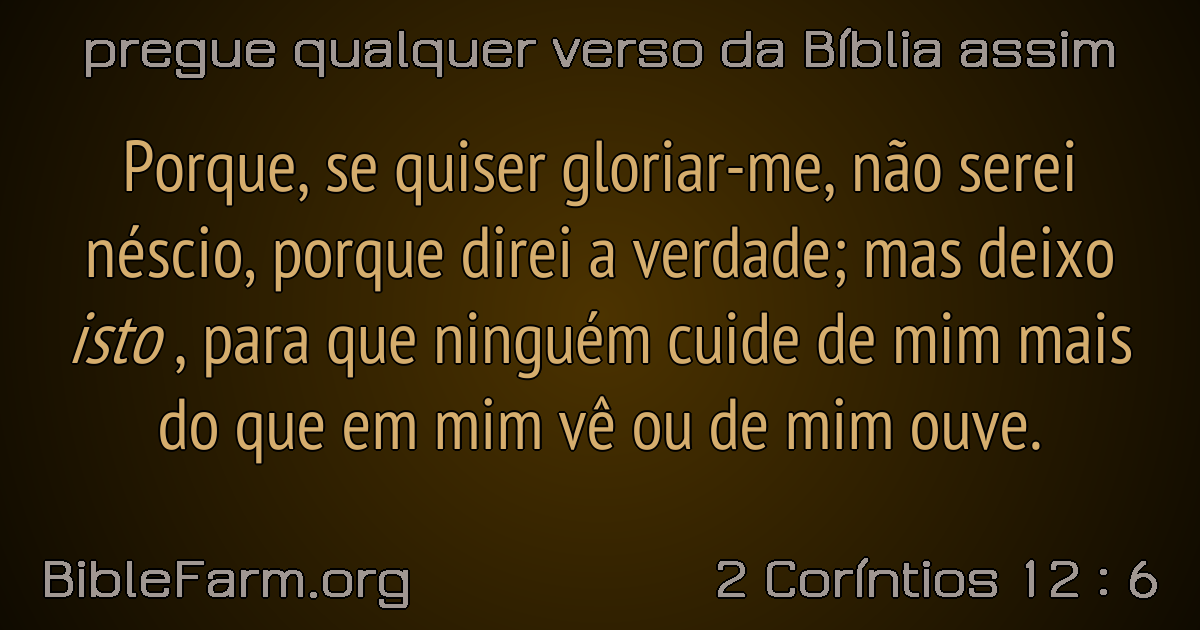 pregue qualquer verso da Bíblia assim
Porque, se quiser gloriar-me, não serei
néscio, porque direi a verdade; mas deixo
isto , para que ninguém cuide de mim mais
do que em mim vê ou de mim ouve.
BibleFarm.org
2 Coríntios 12 : 6